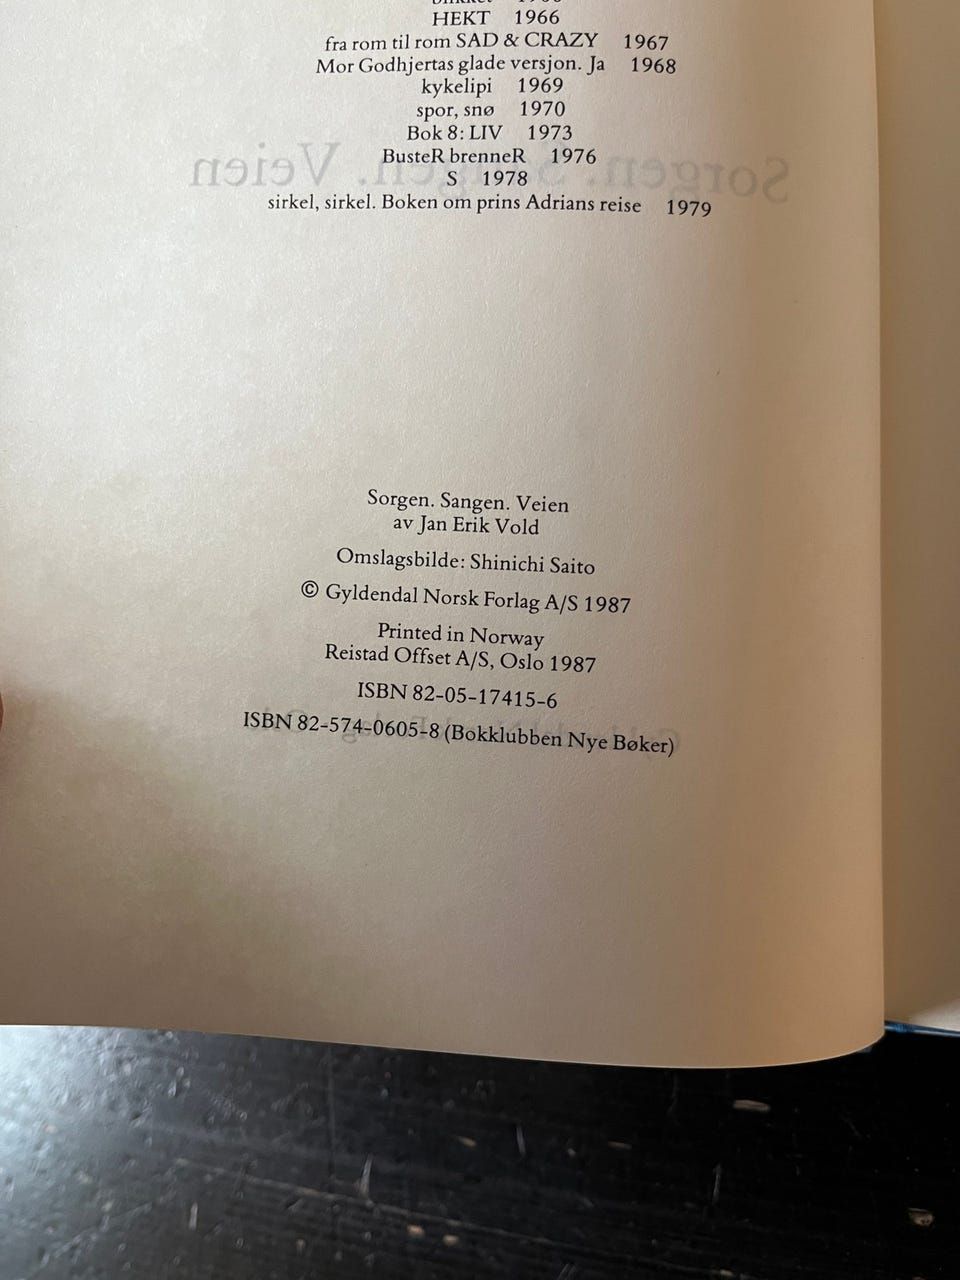 HEKT 1966
fra rom til rom SAD & CRAZY 1967
Mor Godhjertas glade versjon. Ja 1968
kykelipi 1969
spor, snø 1970
Bok 8: LIV 1973
BusteR brenneR 1976
S 1978
sirkel, sirkel. Boken om prins Adrians reise 1979
Sorgen. Sangen. Veien
Sorgen. Sangen. Veien
av Jan Erik Vold
Omslagsbilde: Shinichi Saito
© Gyldendal Norsk Forlag A/S 1987
Printed in Norway
Reistad Offset A/S, Oslo 1987
ISBN 82-05-17415-6
ISBN 82-574-0605-8 (Bokklubben Nye Bøker)